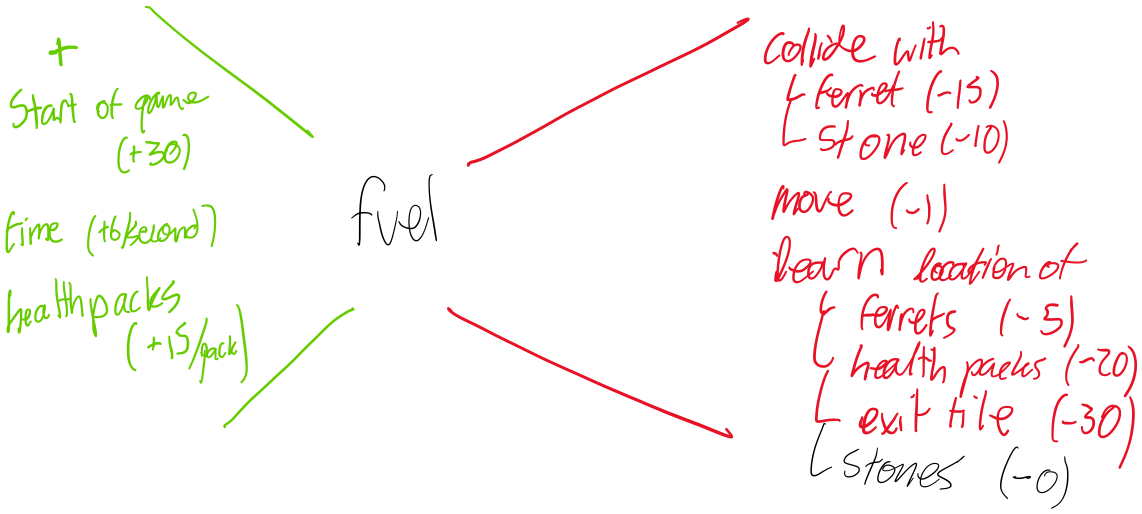 +
Start of game
(+30)
time (+6/second)
healthpacks
(+15/pack)
fuel
collide with
ferret (-15)
stone (-10)
move (-1)
learn location of
ferrets (-5)
health packs (-20)
exit tile (-30)
stones (-0)